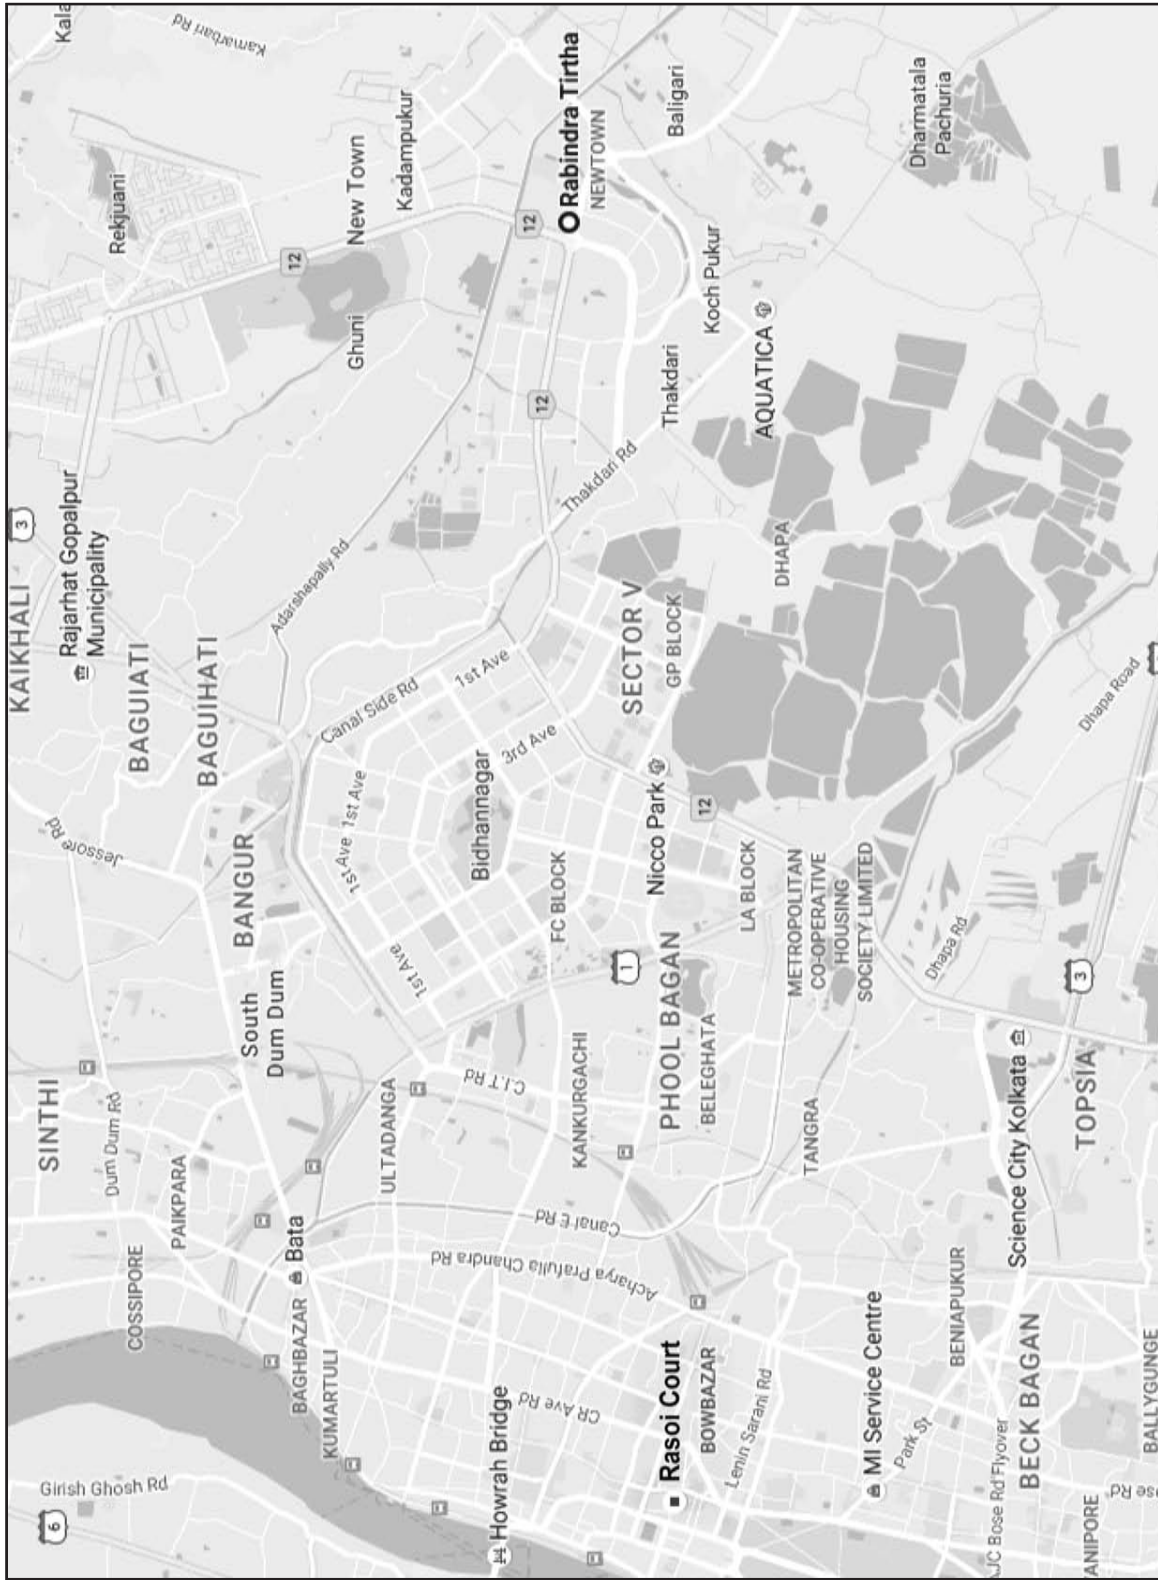 Kamarbari Rd
Rekjuani
12
New Town
Kadampukur
Ghuni
12
Rabindra Tirtha
NEWTOWN
Baligari
Koch Pukur
Thakdari
AQUATICA
Dharmatala
Pachuria
12
KAIKHALI
3
Rajarhat Gopalpur
Municipality
BAGUIATI
BAGUIHATI
Adarshapally Rd
Thakdari Rd
DHAPA
Canal Side Rd
1st Ave
SECTOR V
GP BLOCK
3rd Ave
Bidhannagar
1st Ave
1st Ave
1st Ave
Nicco Park
12
FC BLOCK
LA BLOCK
METROPOLITAN
CO-OPERATIVE
HOUSING
SOCIETY LIMITED
Dhapa Road
Dhapa Rd
Jessore Rd
BANGUR
South
Dum Dum
1
PHOOL BAGAN
BELEGHATA
3
SINTHI
Dum Dum Rd
PAIKPARA
ULTADANGA
C.I.T Rd
KANKURGACHI
TANGRA
Science City Kolkata
TOPSIA
COSSIPORE
Bata
BAGHBAZAR
KUMARTULI
Canal E Rd
Acharya Prafulla Chandra Rd
CR Ave Rd
Howrah Bridge
Rasoi Court
BOWBAZAR
Lenin Sarani Rd
MI Service Centre
Park St
BENIAPUKUR
BECK BAGAN
JC Bose Rd Flyover
BALLYGUNGE
ANIPORE
se Rd
Girish Ghosh Rd
6